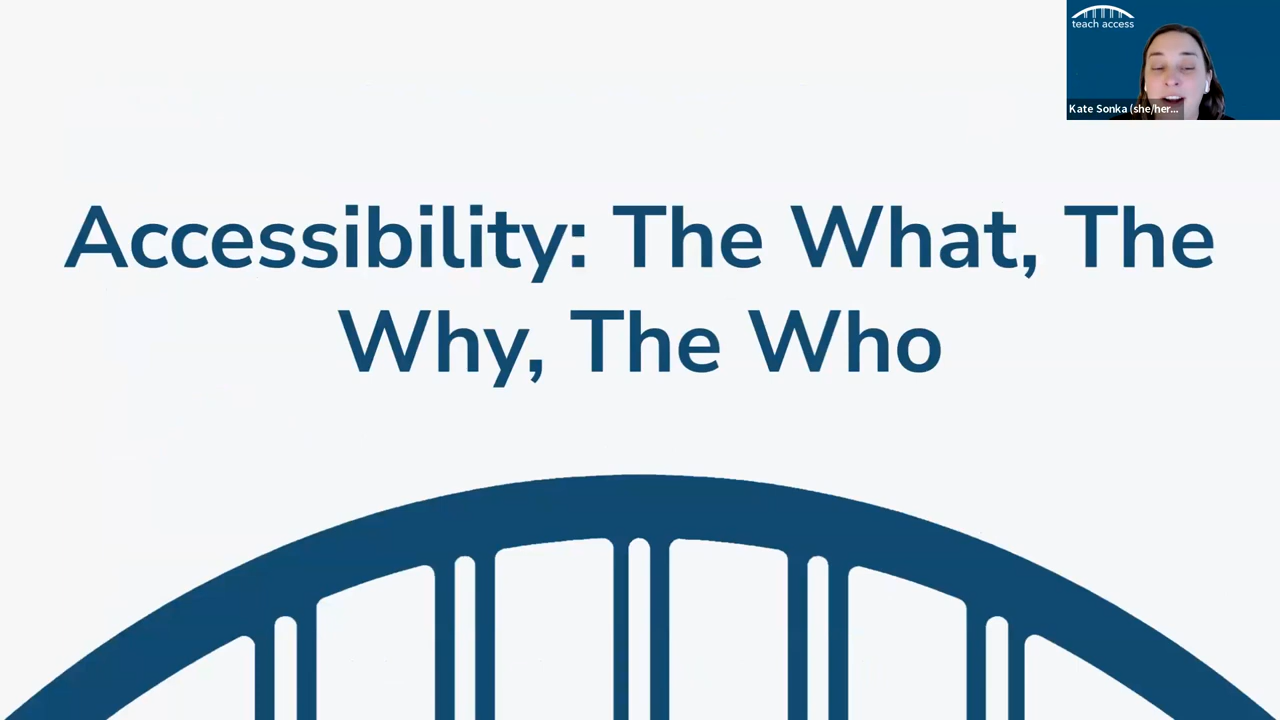 teach access
Kate Sonka (she/her...
Accessibility: The What, The
Why, The Who